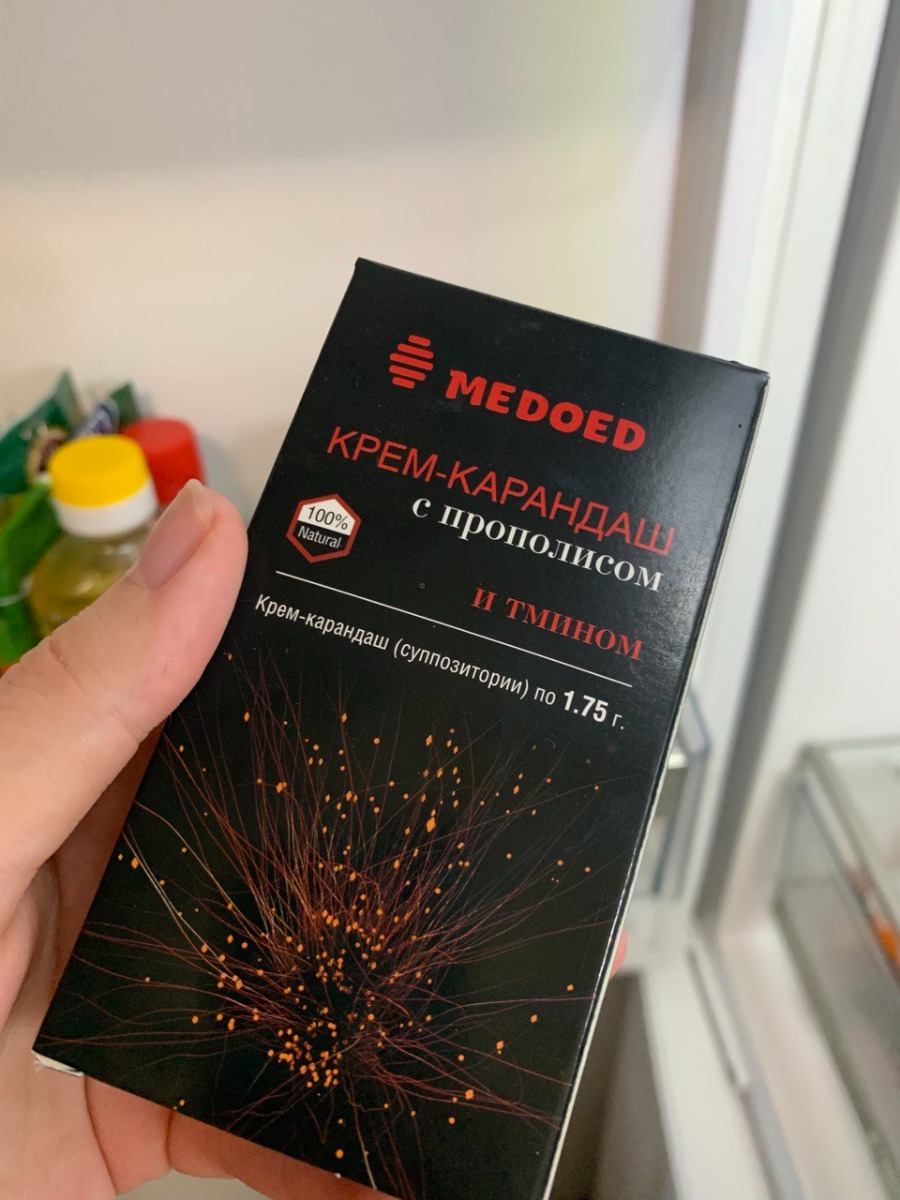 MEDOED
КРЕМ-КАРАНДАШ
с прополисом
и тмином
100%
Natural
Крем-карандаш (суппозитории) по 1.75 г.